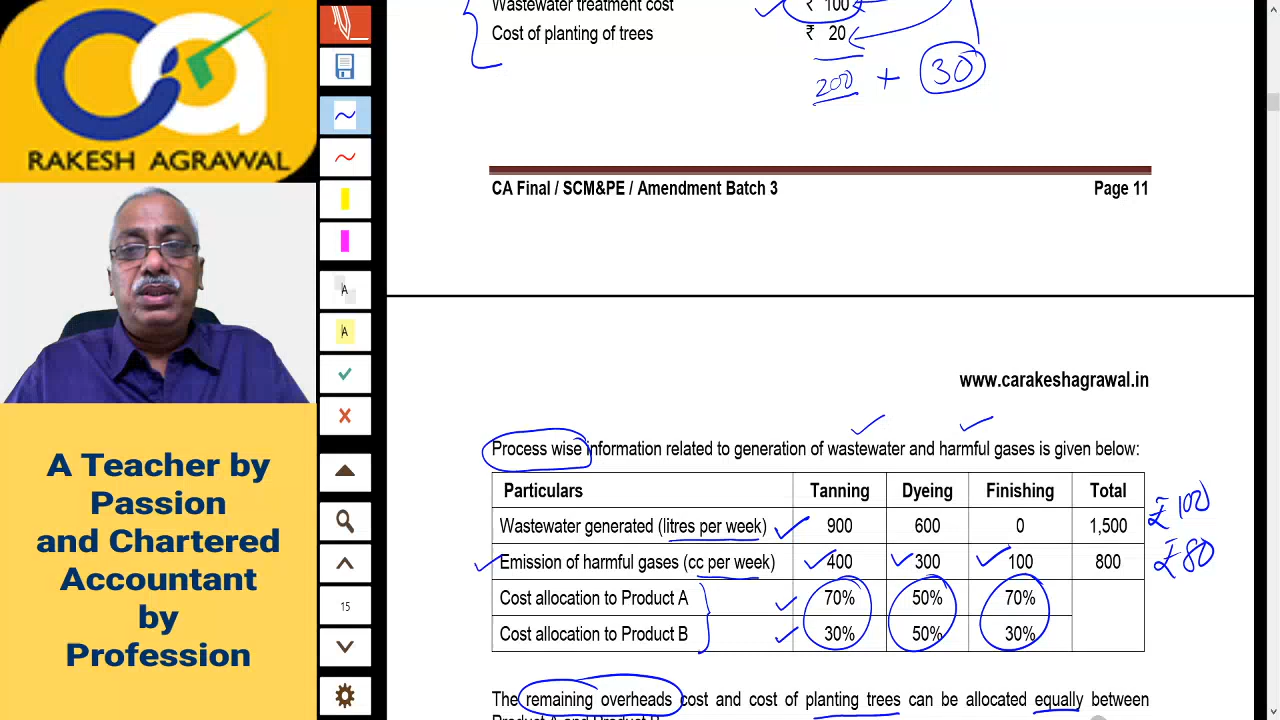 Wastewater treatment cost ₹ 100
Cost of planting of trees ₹ 20
200 + 30
CA Final / SCM&PE / Amendment Batch 3 Page 11
www.carakeshagrawal.in
Process wise information related to generation of wastewater and harmful gases is given below:
Particulars Tanning Dyeing Finishing Total
Wastewater generated (litres per week) 900 600 0 1,500 ₹100
Emission of harmful gases (cc per week) 400 300 100 800 ₹80
Cost allocation to Product A 70% 50% 70%
Cost allocation to Product B 30% 50% 30%
The remaining overheads cost and cost of planting trees can be allocated equally between
ca
RAKESH AGRAWAL
A Teacher by
Passion
and Chartered
Accountant
by
Profession
A
A
15